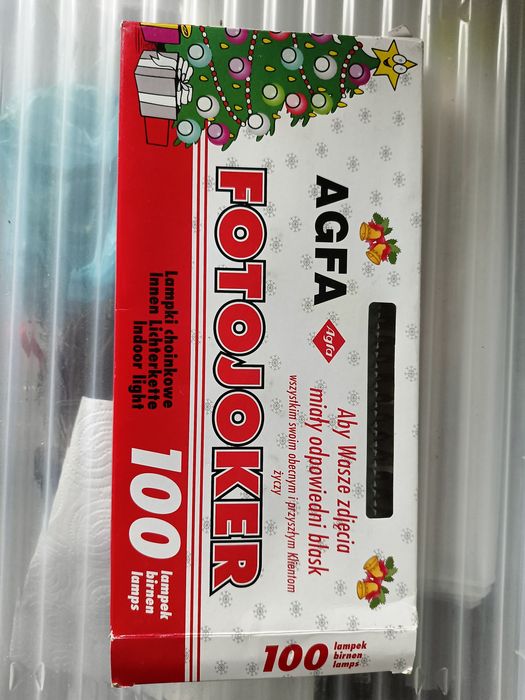 AGFA
Agfa
Aby Wasze zdjęcia
miały odpowiedni błask
wszystkim swoim obecnym i przyszłym Klientom
życzy
FOTOJOKER
Lampki choinkowe
Innen Lichterkette
Indoor light
100
lampek
birnen
lamps
100
lampek
birnen
lamps